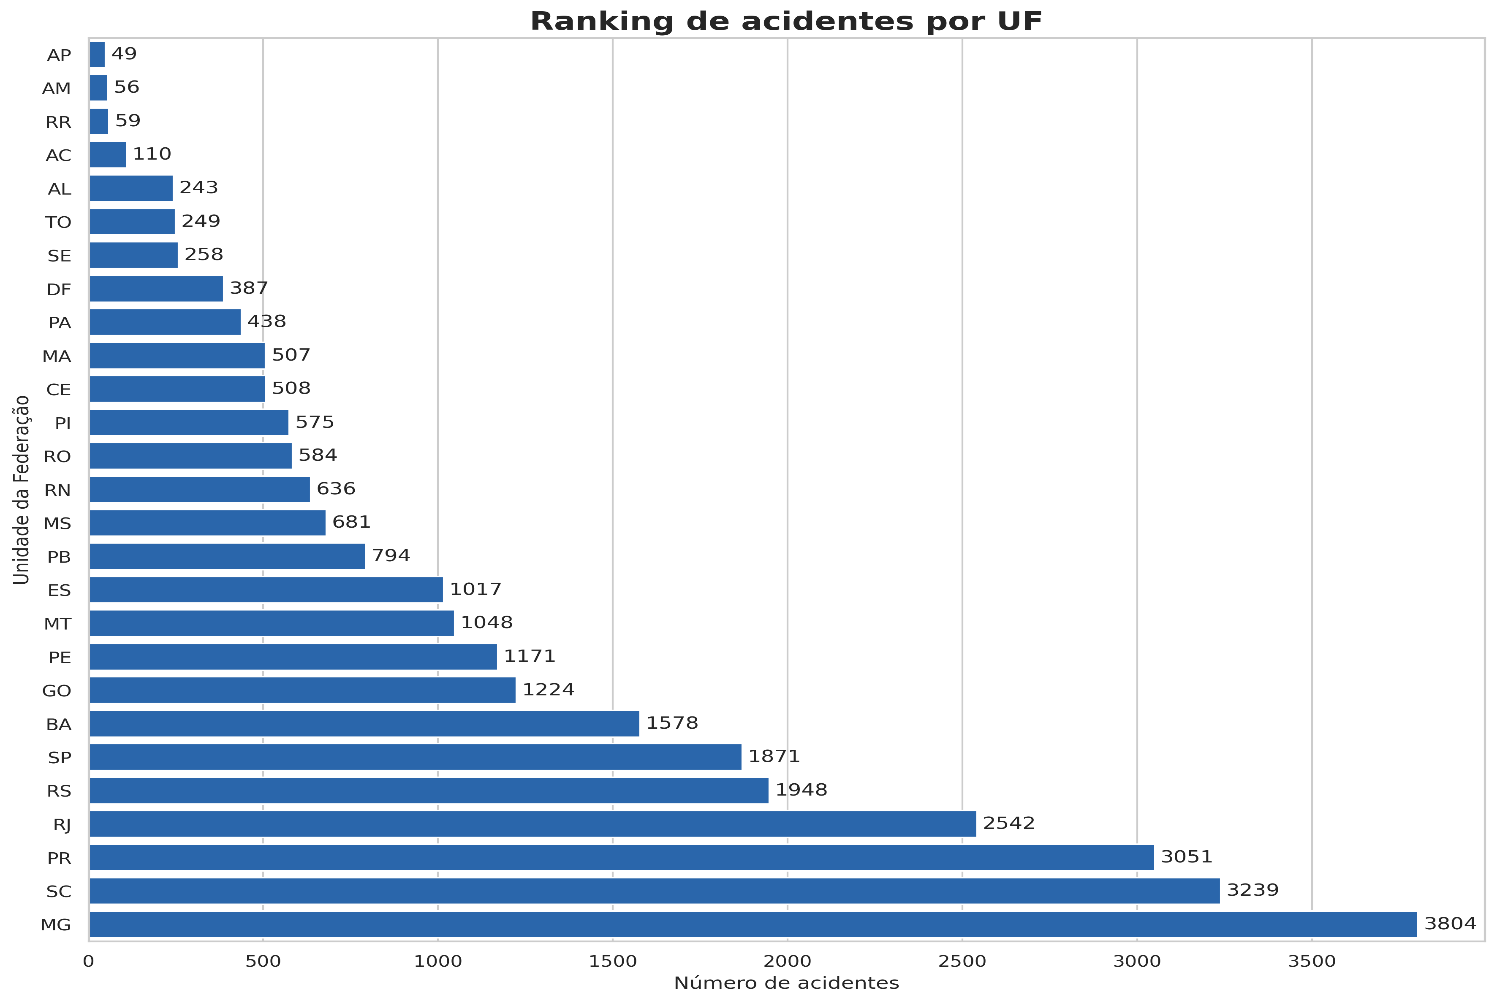 Ranking de acidentes por UF
Unidade da Federação
AP 49
AM 56
RR 59
AC 110
AL 243
TO 249
SE 258
DF 387
PA 438
MA 507
CE 508
PI 575
RO 584
RN 636
MS 681
PB 794
ES 1017
MT 1048
PE 1171
GO 1224
BA 1578
SP 1871
RS 1948
RJ 2542
PR 3051
SC 3239
MG 3804
0 500 1000 1500 2000 2500 3000 3500
Número de acidentes